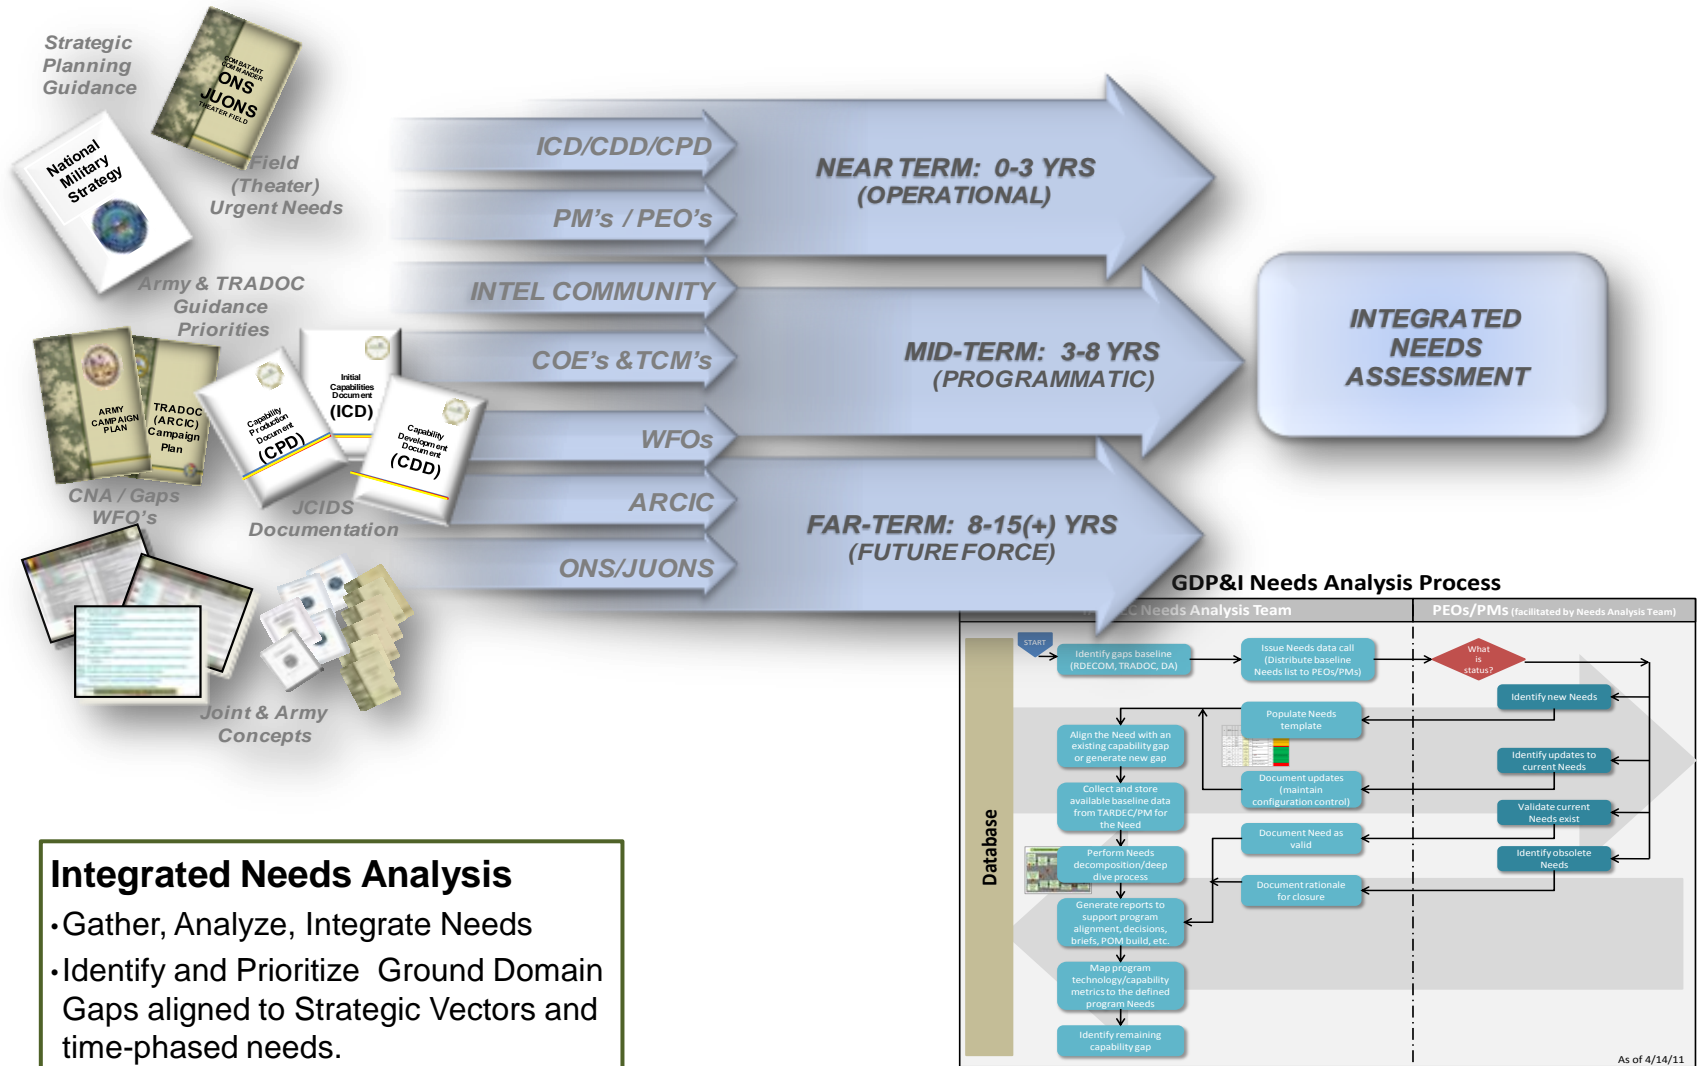 Strategic
Planning
Guidance
COMBATANT
COMMANDER
ONS
JUONS
THEATER FIELD
National
Military
Strategy
Field
(Theater)
Urgent Needs
Army & TRADOC
Guidance
Priorities
ARMY
CAMPAIGN
PLAN
TRADOC
(ARCIC)
Campaign
Plan
Capability
Production
Document
(CPD)
Initial
Capabilities
Document
(ICD)
Capability
Development
Document
(CDD)
CNA / Gaps
WFO's
JCIDS
Documentation
Joint & Army
Concepts
ICD/CDD/CPD
PM's / PEO's
INTEL COMMUNITY
COE's &TCM's
WFOs
ARCIC
ONS/JUONS
NEAR TERM: 0-3 YRS
(OPERATIONAL)
MID-TERM: 3-8 YRS
(PROGRAMMATIC)
FAR-TERM: 8-15(+) YRS
(FUTURE FORCE)
INTEGRATED
NEEDS
ASSESSMENT
Integrated Needs Analysis
•Gather, Analyze, Integrate Needs
•Identify and Prioritize Ground Domain
Gaps aligned to Strategic Vectors and
time-phased needs.
GDP&I Needs Analysis Process
Needs Analysis Team
PEOs/PMs (facilitated by Needs Analysis Team)
Database
START
Identify gaps baseline
(RDECOM, TRADOC, DA)
Issue Needs data call
(Distribute baseline
Needs list to PEOs/PMs)
What
is
status?
Identify new Needs
Populate Needs
template
Align the Need with an
existing capability gap
or generate new gap
Identify updates to
current Needs
Document updates
(maintain
configuration control)
Collect and store
available baseline data
from TARDEC/PM for
the Need
Validate current
Needs exist
Document Need as
valid
Perform Needs
decomposition/deep
dive process
Identify obsolete
Needs
Document rationale
for closure
Generate reports to
support program
alignment, decisions,
briefs, POM build, etc.
Map program
technology/capability
metrics to the defined
program Needs
Identify remaining
capability gap
As of 4/14/11